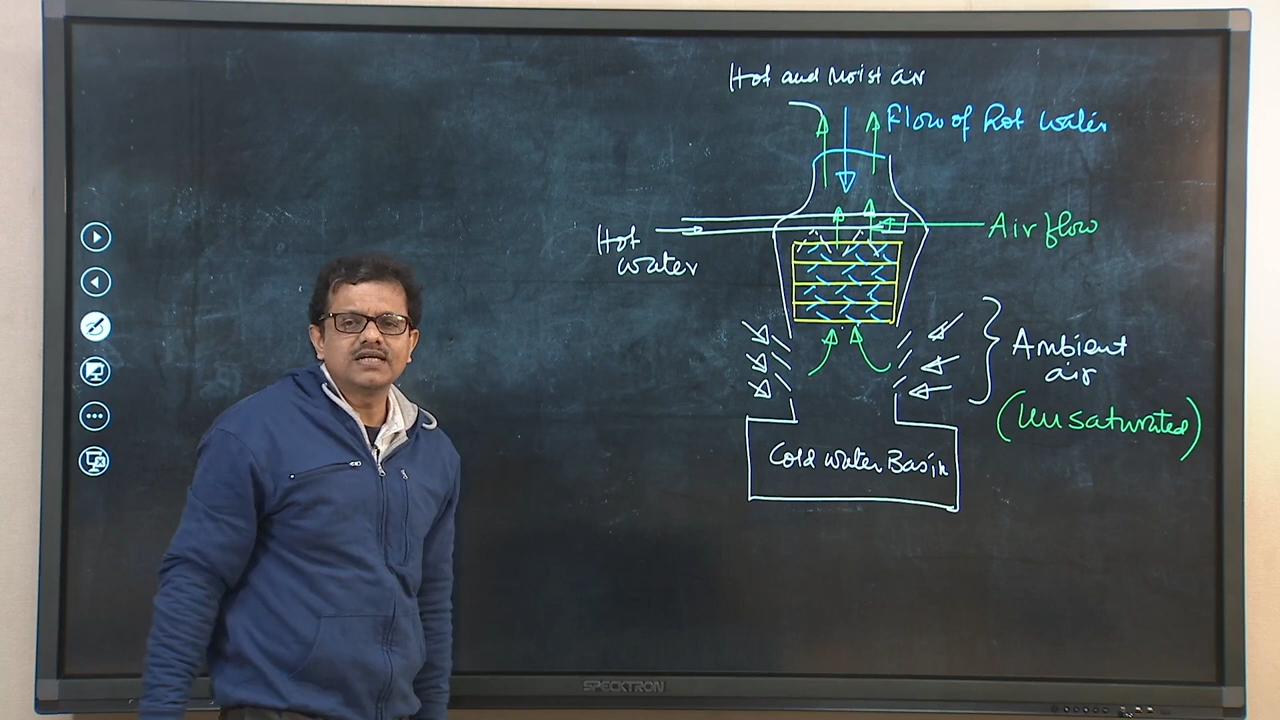 Hot and Moist air
Flow of hot water
Air flow
Hot
water
Ambient
air
(Unsaturated)
Cold water Basin
SPECKTRON